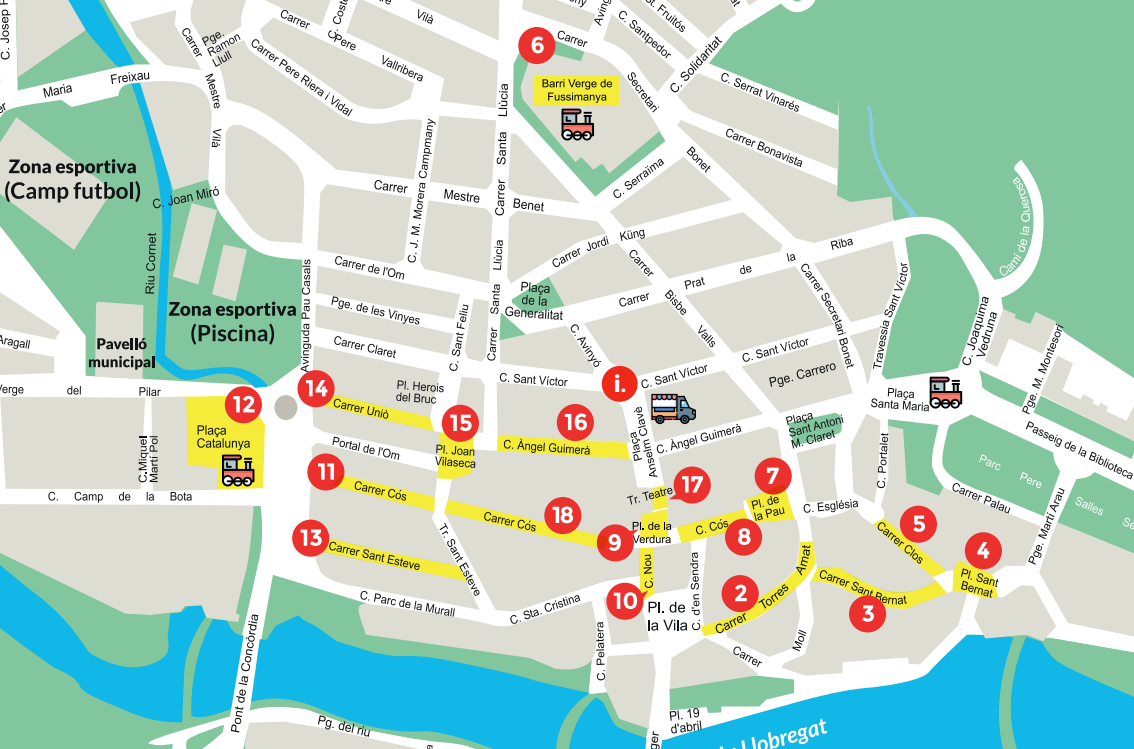 C. Josep
Maria
Freixau
Carrer
Mestre
Vilà
Pge.
Ramon
Llull
Carrer Pere Riera i Vidal
Carrer
Pere
Vallribera
Vilà
6
Carrer
C. Santpedor
St. Fruitós
C. Solidaritat
Secretari
Bonet
C. Serrat Vinarés
Carrer Bonavista
C. Serraïma
Barri Verge de
Fussimanya
Carrer Santa Llúcia
Carrer Santa Llúcia
C. J. M. Morera Campmany
Carrer Mestre Benet
Zona esportiva
(Camp futbol)
C. Joan Miró
Riu Cornet
Zona esportiva
(Piscina)
Pavelló
municipal
Aragall
Avinguda Pau Casals
Carrer de l'Om
Pge. de les Vinyes
Carrer Claret
C. Sant Feliu
Plaça
de la
Generalitat
Carrer Jordi Küng
Carrer Prat de la Riba
Carrer Bisbe Valls
C. Avinyó
Carrer Secretari Bonet
Travessia Sant Víctor
Camí de la Querosa
C. Joaquima
Vedruna
Pge. M. Montesori
Passeig de la Biblioteca
C. Sant Víctor
C. Sant Víctor
C. Sant Víctor
Pge. Carrero
Plaça
Santa Maria
Plaça
Sant Antoni
M. Claret
Verge del Pilar
12
Plaça
Catalunya
C.Miquel
Martí Pol
C. Camp de la Bota
14
Carrer Unió
Pl. Herois
del Bruc
15
Pl. Joan
Vilaseca
Portal de l'Om
16
C. Àngel Guimerà
i.
Plaça
Anselm Clavé
C. Àngel Guimerà
11
Carrer Cós
Carrer Cós
18
13
Carrer Sant Esteve
Tr. Sant Esteve
C. Parc de la Murall
C. Sta. Cristina
Tr. Teatre
17
9
Pl. de la
Verdura
C. Cós
8
7
Pl. de
la Pau
C. Església
C. Portalet
5
Carrer Clos
4
Pl. Sant
Bernat
Carrer Sant Bernat
3
2
Carrer Torres Amat
C. Nou
10
Pl. de
la Vila
C. d'en Sendra
C. Pelatera
Carrer
Moll
Carrer Palau
Parc Pere Salles
Pge. Martí Arau
Pont de la Concòrdia
Pg. del riu
Pl. 19
d'abril
Llobregat